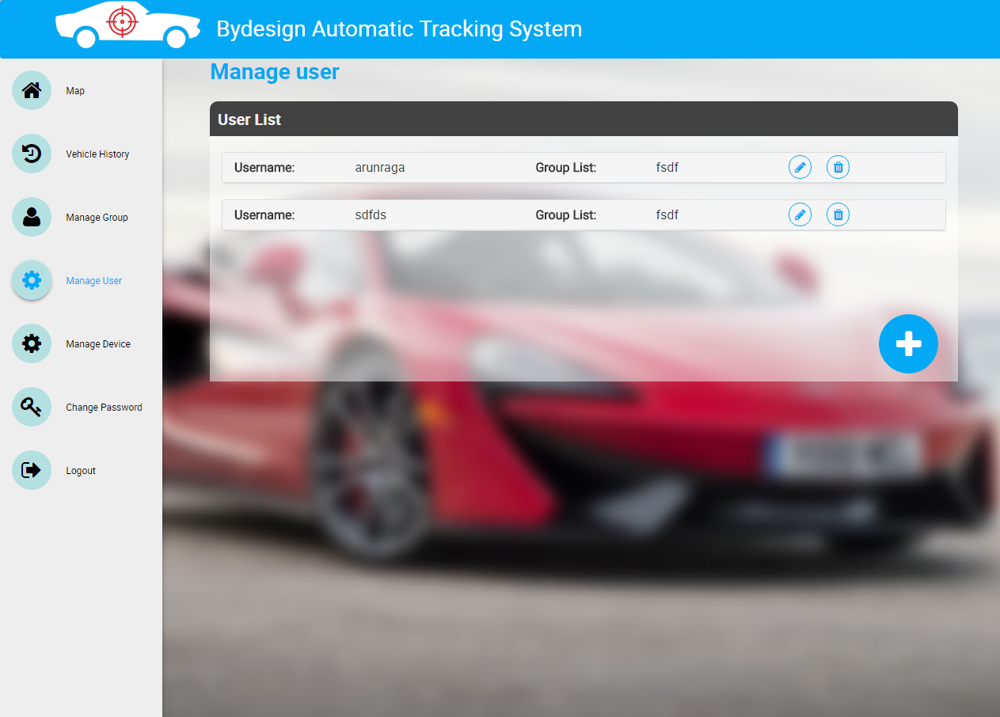 Bydesign Automatic Tracking System
Map
Vehicle History
Manage Group
Manage User
Manage Device
Change Password
Logout
Manage user
User List
Username: arunraga Group List: fsdf
Username: sdfds Group List: fsdf